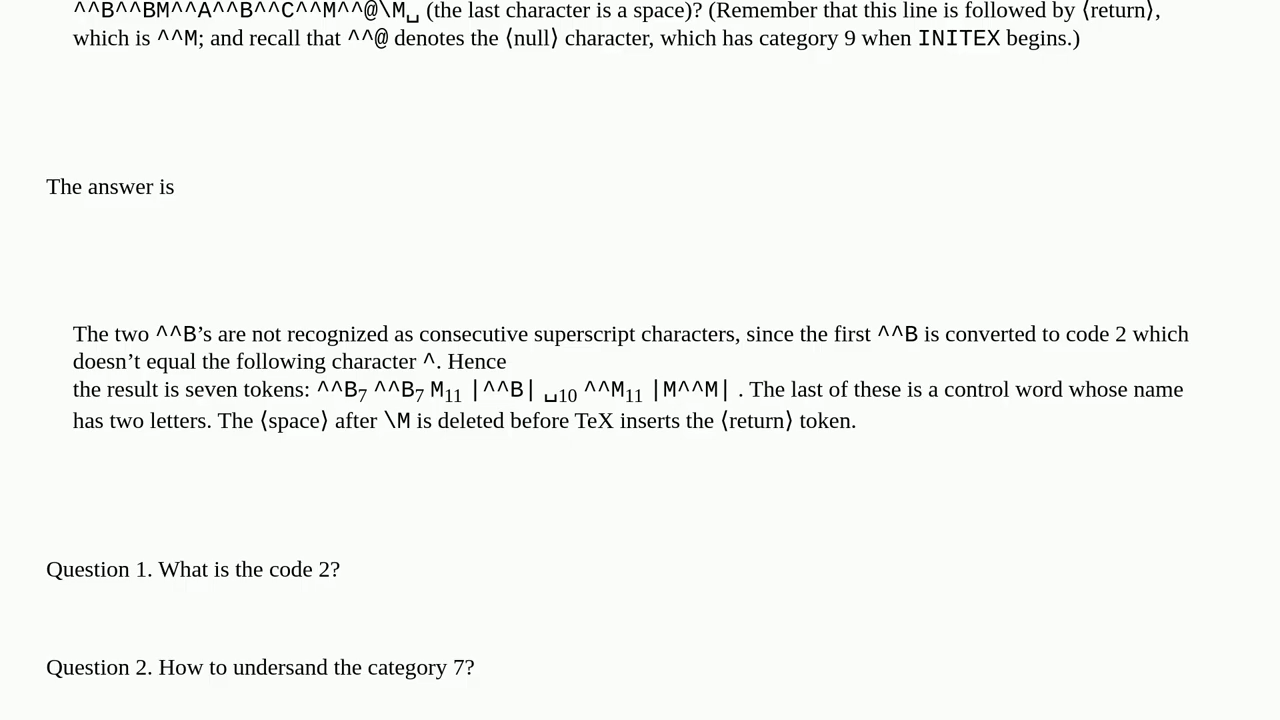 ^^B^^BM^^A^^B^^C^^M^^@\M␣ (the last character is a space)? (Remember that this line is followed by ⟨return⟩,
which is ^^M; and recall that ^^@ denotes the ⟨null⟩ character, which has category 9 when INITEX begins.)
The answer is
The two ^^B’s are not recognized as consecutive superscript characters, since the first ^^B is converted to code 2 which
doesn’t equal the following character ^. Hence
the result is seven tokens: ^^B₇ ^^B₇ M₁₁ |^^B| ␣₁₀ ^^M₁₁ |M^^M| . The last of these is a control word whose name
has two letters. The ⟨space⟩ after \M is deleted before TeX inserts the ⟨return⟩ token.
Question 1. What is the code 2?
Question 2. How to undersand the category 7?